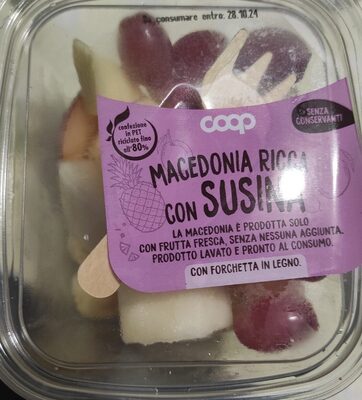 Da consumare entro: 28.10.24
confezione
in PET
riciclato fino
all'80%
coop
SENZA
CONSERVANTI
MACEDONIA RICCA
CON SUSINA
LA MACEDONIA È PRODOTTA SOLO
CON FRUTTA FRESCA, SENZA NESSUNA AGGIUNTA.
PRODOTTO LAVATO E PRONTO AL CONSUMO.
CON FORCHETTA IN LEGNO.